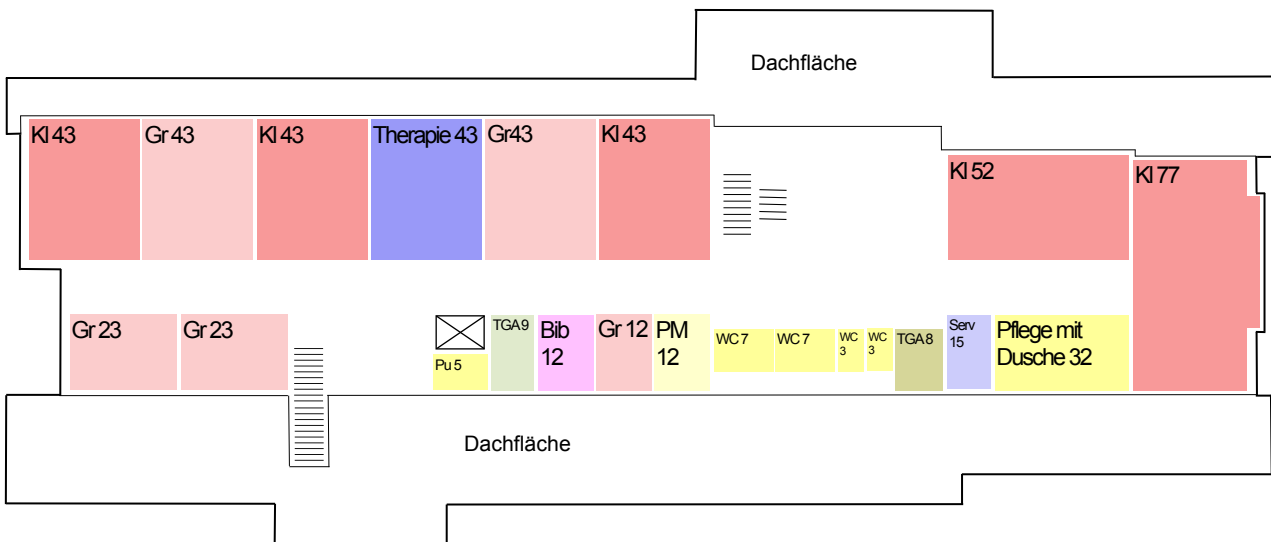 Dachfläche
Kl 43
Gr 43
Kl 43
Therapie 43
Gr43
Kl 43
Kl 52
Kl 77
Gr 23
Gr 23
Pu 5
TGA9
Bib
12
Gr 12
PM
12
WC 7
WC 7
WC
3
WC
3
TGA 8
Serv
15
Pflege mit
Dusche 32
Dachfläche